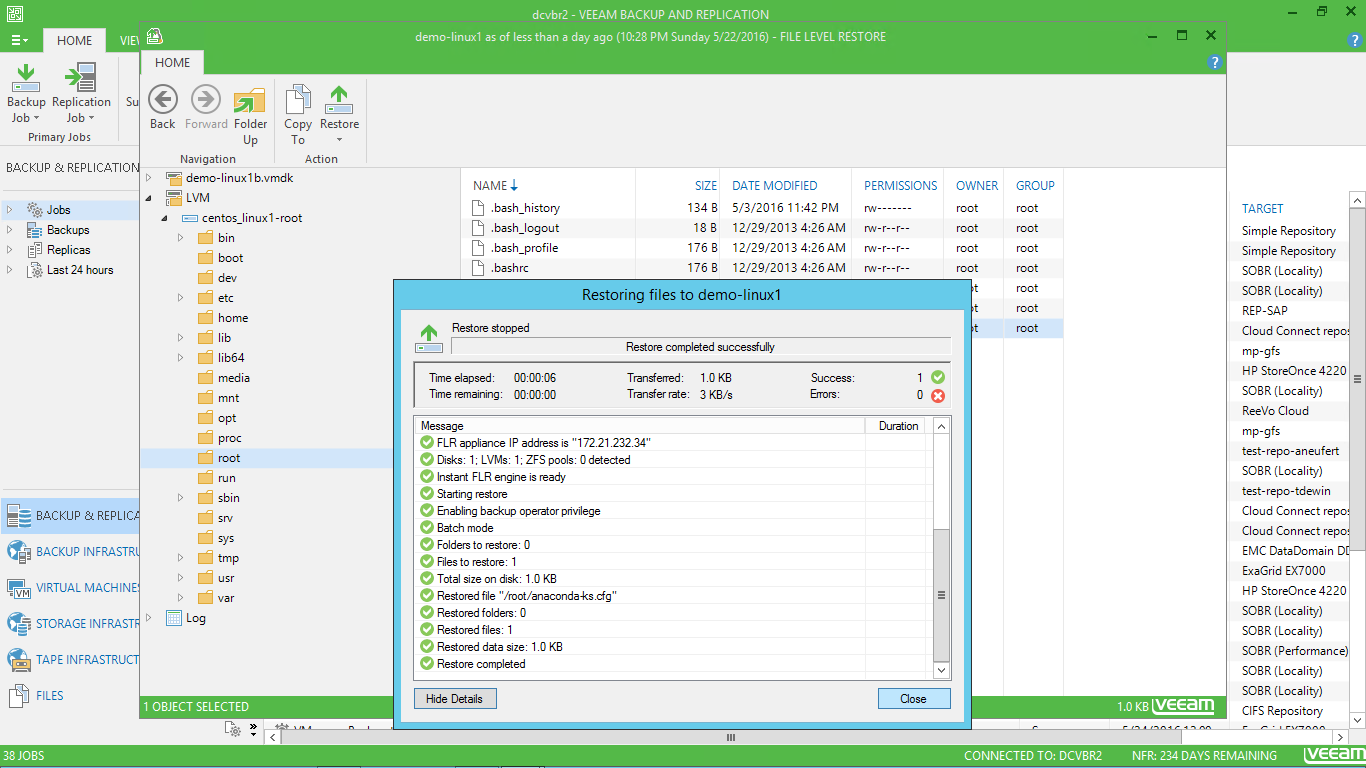 dcvbr2 - VEEAM BACKUP AND REPLICATION
HOME
demo-linux1 as of less than a day ago (10:28 PM Sunday 5/22/2016) - FILE LEVEL RESTORE
HOME
Backup Job
Replication Job
Primary Jobs
Back
Forward
Folder Up
Navigation
Copy To
Restore
Action
BACKUP & REPLICATION
Jobs
Backups
Replicas
Last 24 hours
BACKUP & REPLICA
BACKUP INFRASTRU
VIRTUAL MACHINES
STORAGE INFRASTR
TAPE INFRASTRUCT
FILES
demo-linux1b.vmdk
LVM
centos_linux1-root
bin
boot
dev
etc
home
lib
lib64
media
mnt
opt
proc
root
run
sbin
srv
sys
tmp
usr
var
Log
NAME SIZE DATE MODIFIED PERMISSIONS OWNER GROUP
.bash_history 134 B 5/3/2016 11:42 PM rw------- root root
.bash_logout 18 B 12/29/2013 4:26 AM rw-r--r-- root root
.bash_profile 176 B 12/29/2013 4:26 AM rw-r--r-- root root
.bashrc 176 B 12/29/2013 4:26 AM rw-r--r-- root root
root
root
root
Restoring files to demo-linux1
Restore stopped
Restore completed successfully
Time elapsed: 00:00:06 Transferred: 1.0 KB Success: 1
Time remaining: 00:00:00 Transfer rate: 3 KB/s Errors: 0
Message Duration
FLR appliance IP address is "172.21.232.34"
Disks: 1; LVMs: 1; ZFS pools: 0 detected
Instant FLR engine is ready
Starting restore
Enabling backup operator privilege
Batch mode
Folders to restore: 0
Files to restore: 1
Total size on disk: 1.0 KB
Restored file "/root/anaconda-ks.cfg"
Restored folders: 0
Restored files: 1
Restored data size: 1.0 KB
Restore completed
Hide Details
Close
TARGET
Simple Repository
Simple Repository
SOBR (Locality)
SOBR (Locality)
REP-SAP
Cloud Connect repos
mp-gfs
HP StoreOnce 4220
SOBR (Locality)
ReeVo Cloud
mp-gfs
test-repo-aneufert
SOBR (Locality)
test-repo-tdewin
Cloud Connect repos
Cloud Connect repos
EMC DataDomain DD
ExaGrid EX7000
HP StoreOnce 4220
SOBR (Locality)
SOBR (Locality)
SOBR (Performance)
SOBR (Locality)
SOBR (Locality)
CIFS Repository
1 OBJECT SELECTED
1.0 KB veeam
38 JOBS
CONNECTED TO: DCVBR2
NFR: 234 DAYS REMAINING
veeam